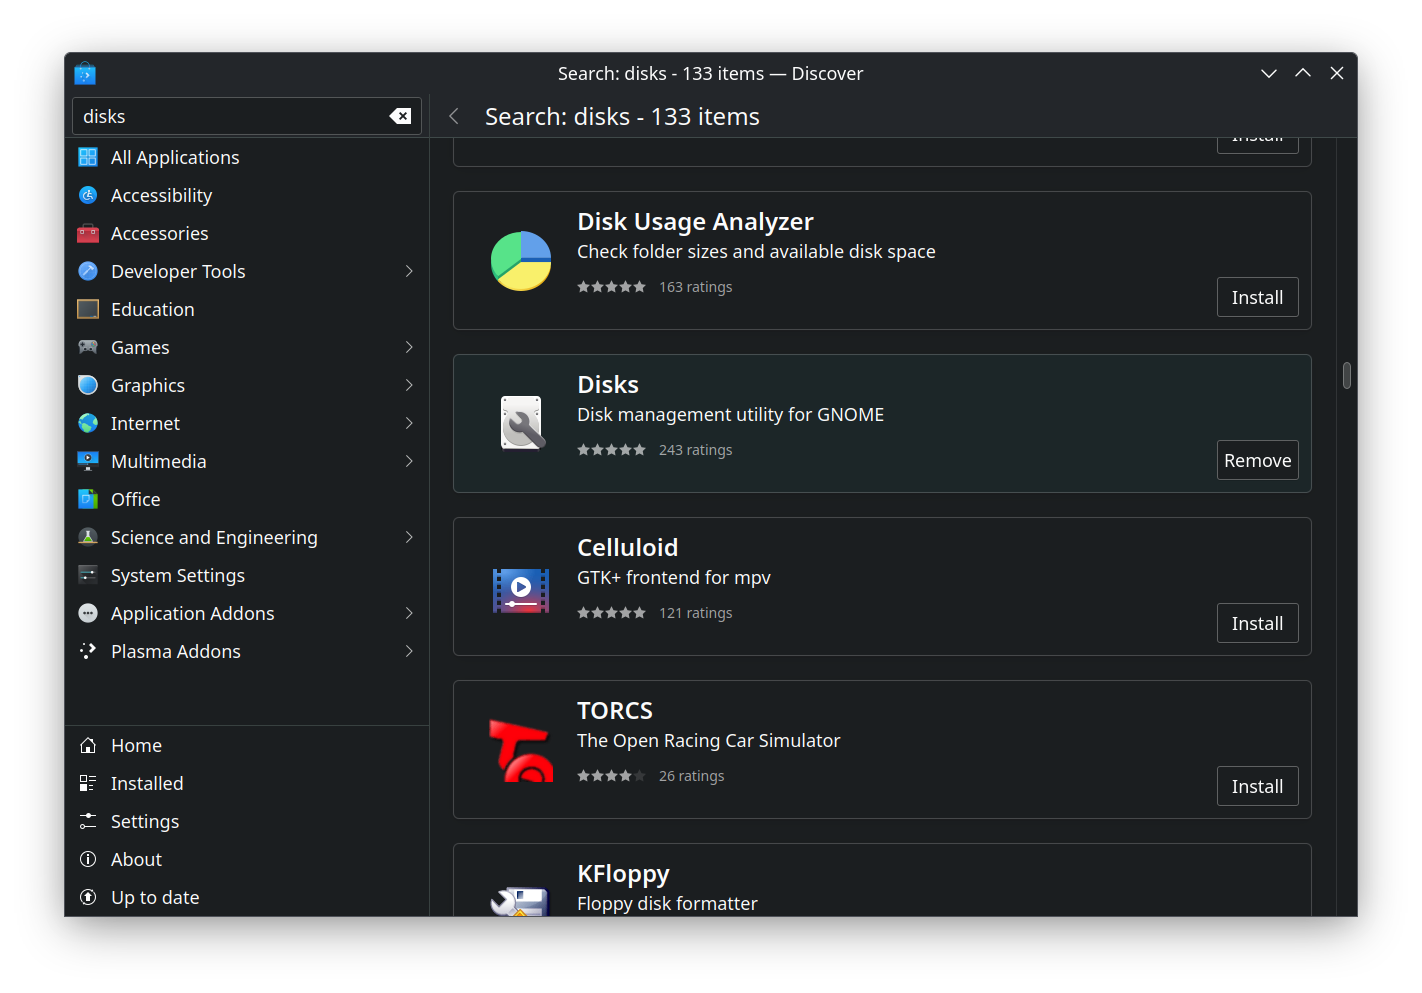 Search: disks - 133 items — Discover
disks
Search: disks - 133 items
All Applications
Accessibility
Accessories
Developer Tools
Education
Games
Graphics
Internet
Multimedia
Office
Science and Engineering
System Settings
Application Addons
Plasma Addons
Home
Installed
Settings
About
Up to date
Install
Disk Usage Analyzer
Check folder sizes and available disk space
163 ratings
Install
Disks
Disk management utility for GNOME
243 ratings
Remove
Celluloid
GTK+ frontend for mpv
121 ratings
Install
TORCS
The Open Racing Car Simulator
26 ratings
Install
KFloppy
Floppy disk formatter